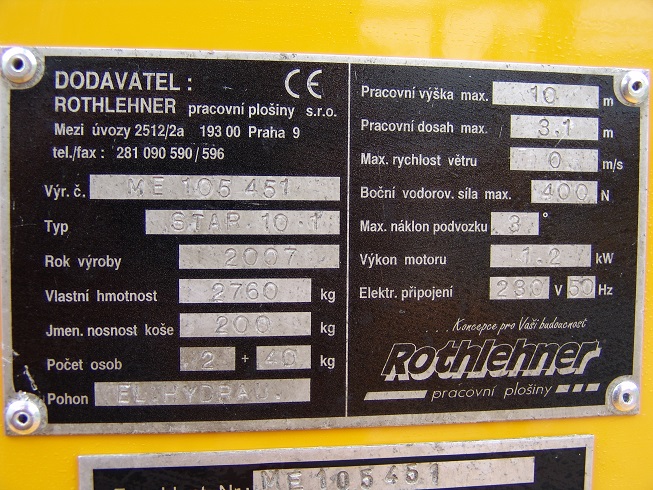 DODAVATEL : CE
ROTHLEHNER pracovní plošiny s.r.o.
Mezi úvozy 2512/2a 193 00 Praha 9
tel./fax : 281 090 590 / 596
Výr. č. ME 105 451
Typ STAR 10-1
Rok výroby 2007
Vlastní hmotnost 2760 kg
Jmen. nosnost koše 200 kg
Počet osob 2 + 40 kg
Pohon EL.HYDRA.
Pracovní výška max. 10 m
Pracovní dosah max. 3,1 m
Max. rychlost větru 0 m/s
Boční vodorov. síla max. 400 N
Max. náklon podvozku 3 °
Výkon motoru 1.2 kW
Elektr. připojení 230 V 50 Hz
...Koncepce pro Vaši budoucnost
Rothlehner
pracovní plošiny
ME105451